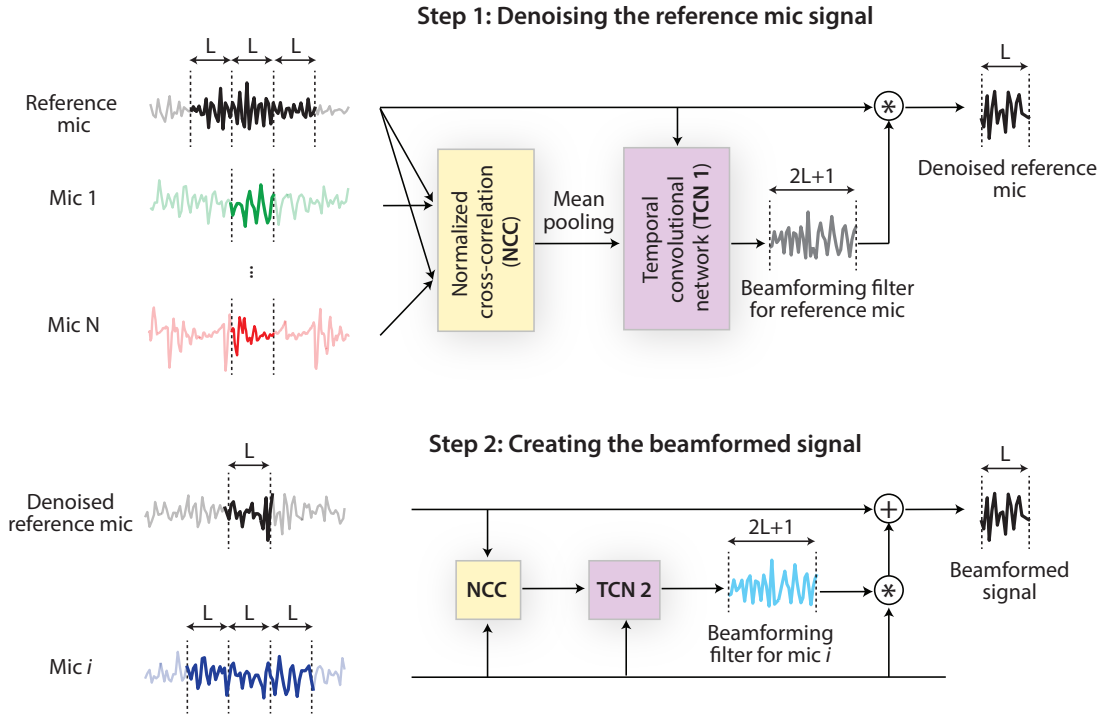 Step 1: Denoising the reference mic signal
L L L
L
Reference
mic
Denoised reference
mic
Mic 1
Normalized
cross-correlation
(NCC)
Mean
pooling
Temporal
convolutional
network (TCN 1)
2L+1
Beamforming filter
for reference mic
...
Mic N
Step 2: Creating the beamformed signal
L
L
Denoised
reference mic
2L+1
NCC
TCN 2
Beamformed
signal
Beamforming
filter for mic i
L L L
Mic i